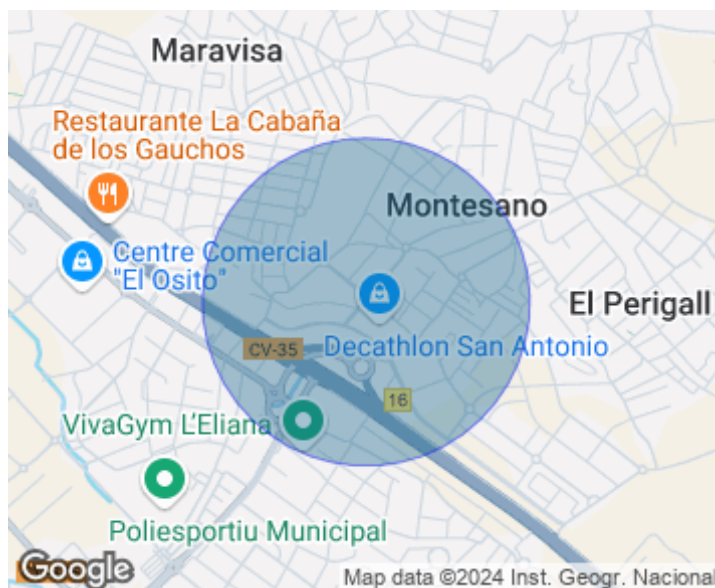 Maravisa
Restaurante La Cabaña
de los Gauchos
Montesano
Centre Comercial
"El Osito"
El Perigall
CV-35
Decathlon San Antonio
16
VivaGym L'Eliana
Poliesportiu Municipal
Google
Map data ©2024 Inst. Geogr. Nacional